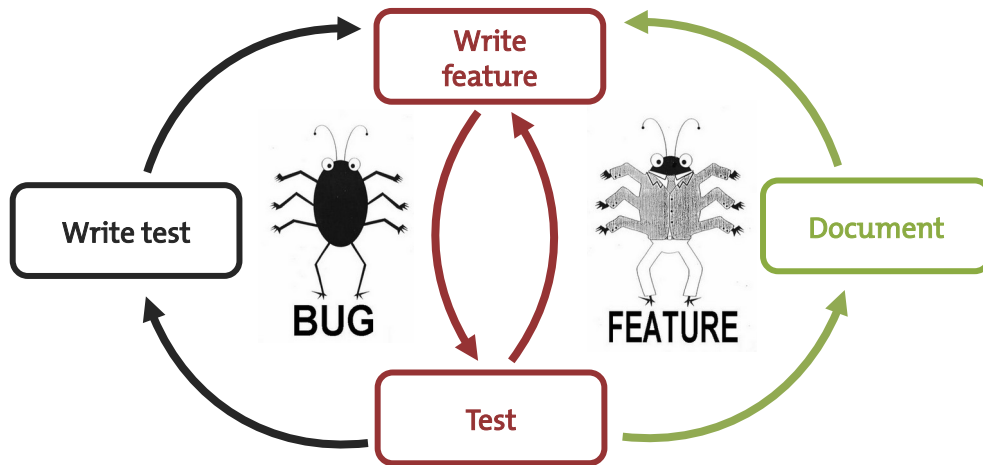 Write
feature
Write test
Document
BUG
FEATURE
Test